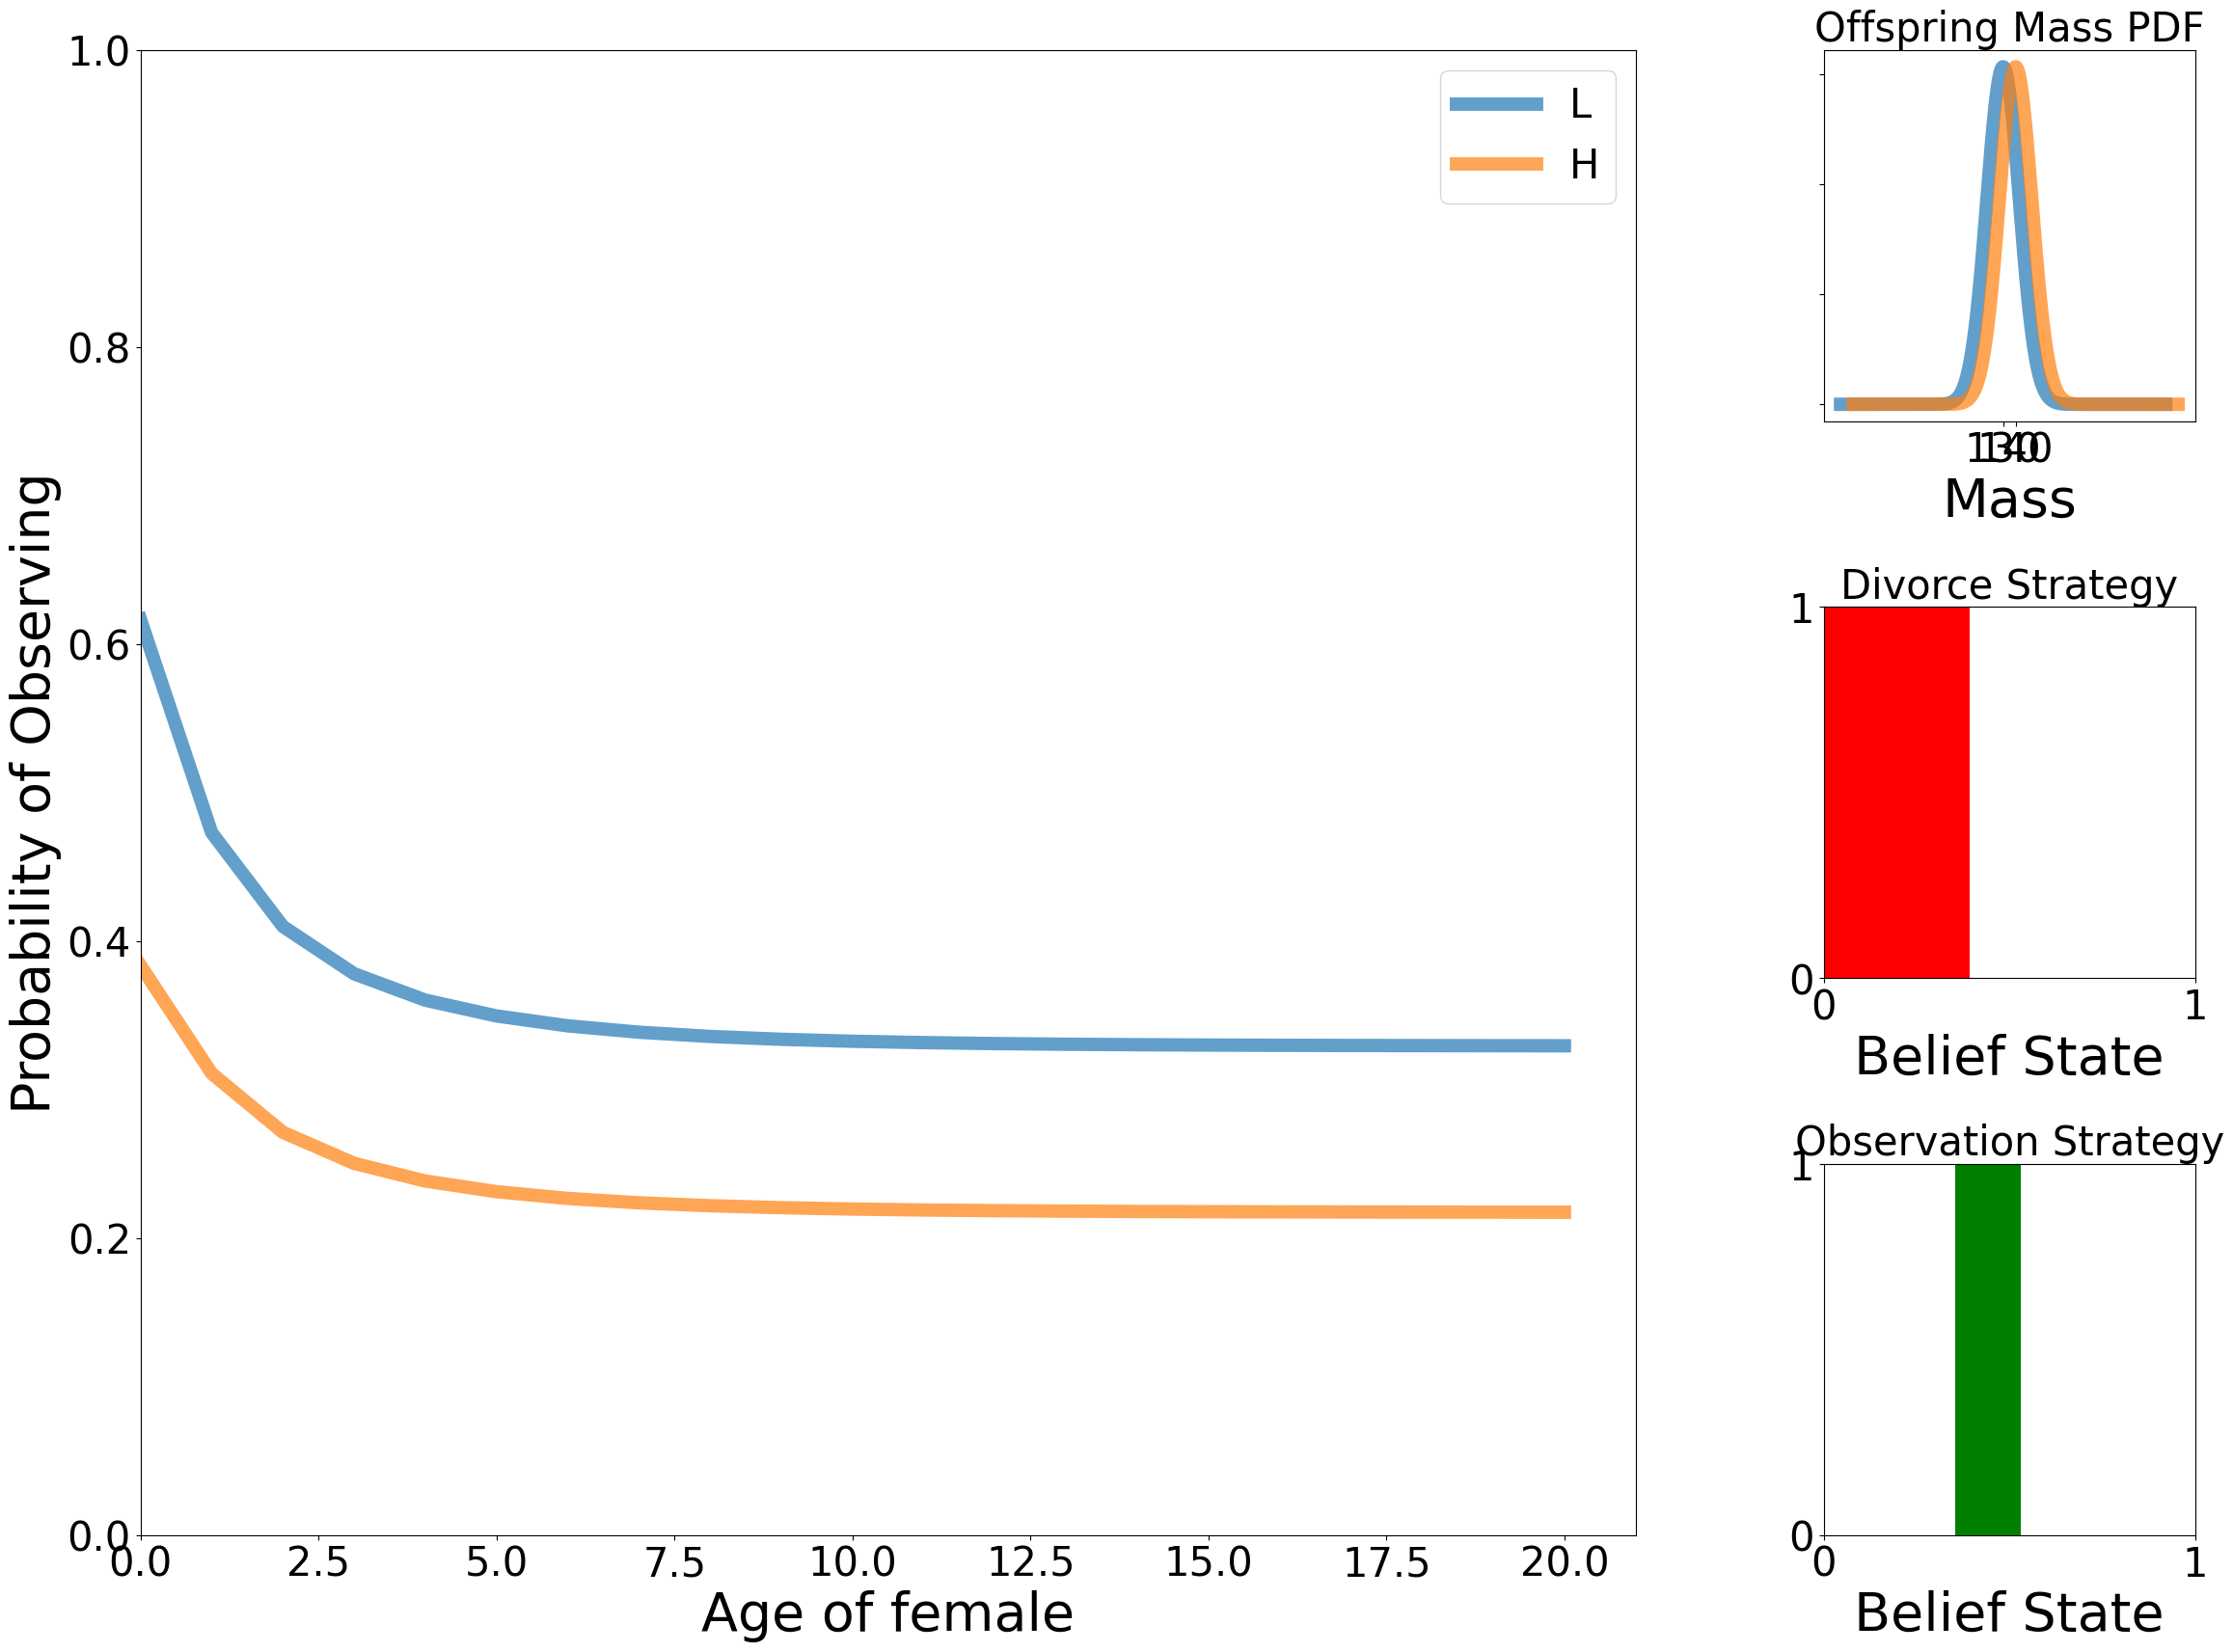 Probability of Observing
1.0
0.8
0.6
0.4
0.2
0.0
0.0 2.5 5.0 7.5 10.0 12.5 15.0 17.5 20.0
Age of female
L
H
Offspring Mass PDF
130 140
Mass
Divorce Strategy
1
0
0 1
Belief State
Observation Strategy
1
0
0 1
Belief State